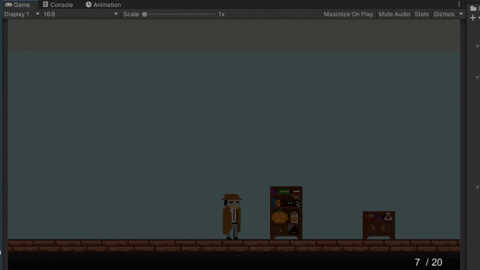 Game Console Animation
Display 1 16:9 Scale 1x Maximize On Play Mute Audio Stats Gizmos
7 / 20